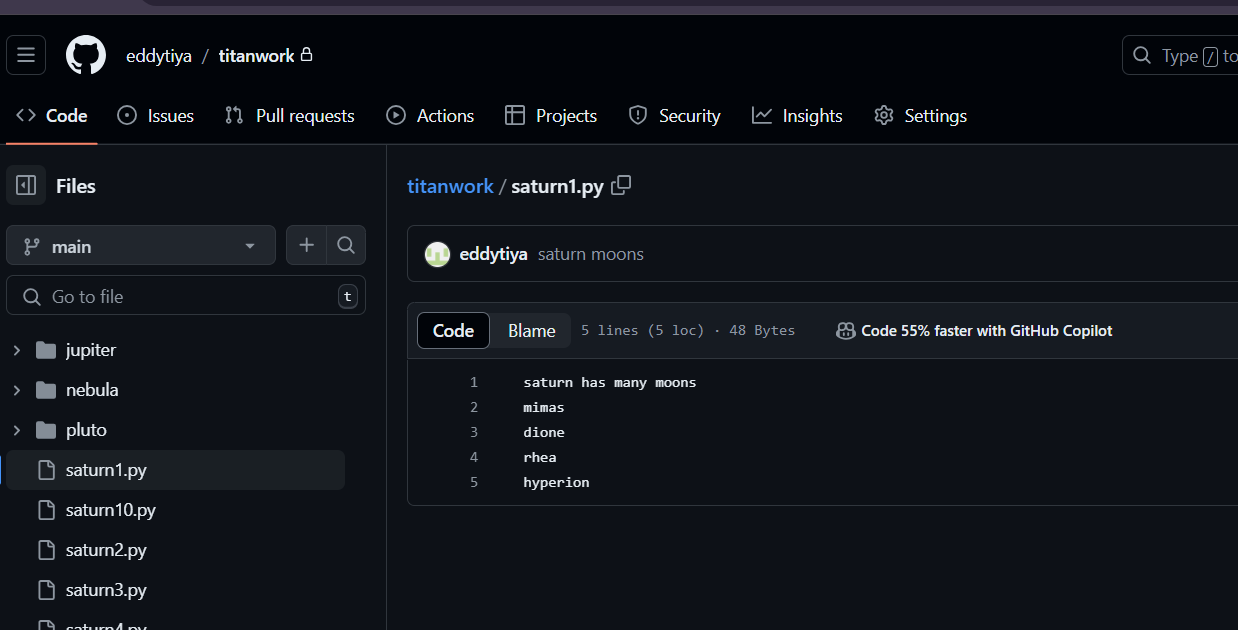 eddytiya / titanwork
Type / to
Code Issues Pull requests Actions Projects Security Insights Settings
Files
main
Go to file t
jupiter
nebula
pluto
saturn1.py
saturn10.py
saturn2.py
saturn3.py
saturn4.py
titanwork / saturn1.py
eddytiya saturn moons
Code Blame 5 lines (5 loc) · 48 Bytes Code 55% faster with GitHub Copilot
1 saturn has many moons
2 mimas
3 dione
4 rhea
5 hyperion